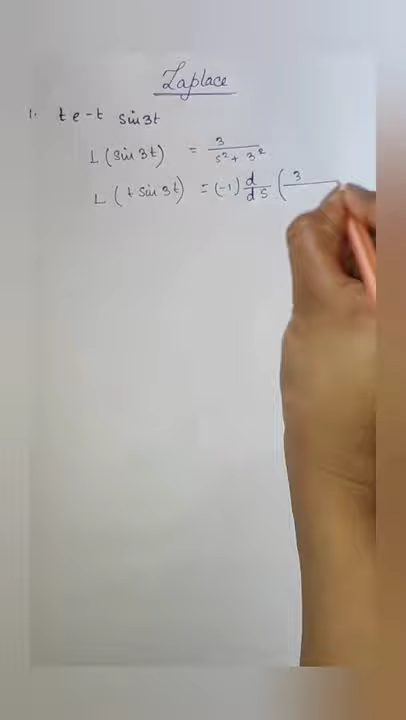 Laplace
1. t e-t sin3t
L (sin 3t) = 3/(s²+3²)
L (t sin 3t) = (-1) d/ds (3